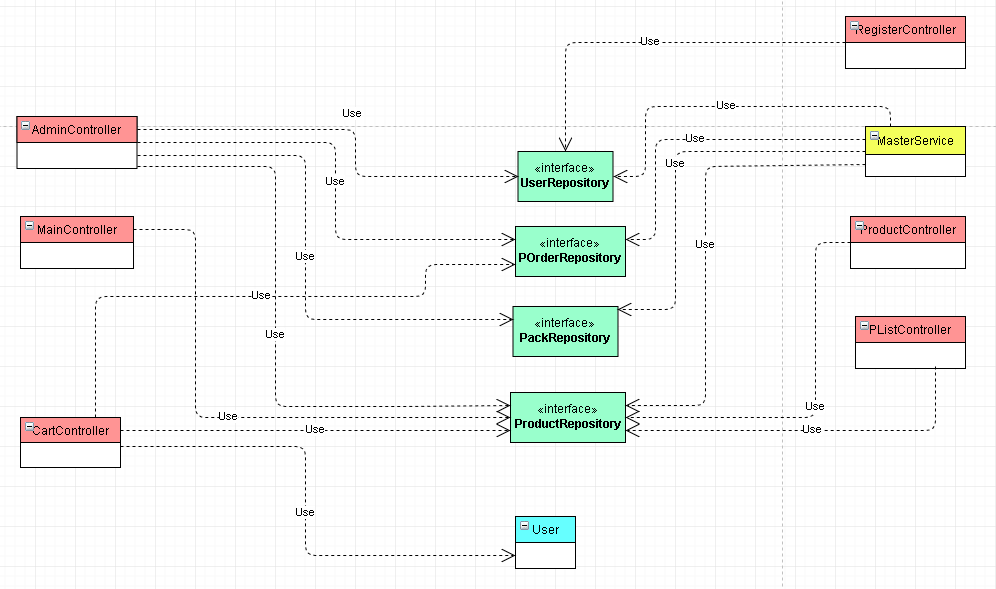 RegisterController
Use
Use
Use
AdminController
MasterService
Use
«interface»
UserRepository
Use
Use
MainController
ProductController
«interface»
POrderRepository
Use
Use
Use
«interface»
PackRepository
PListController
Use
«interface»
ProductRepository
Use
Use
CartController
Use
Use
Use
User